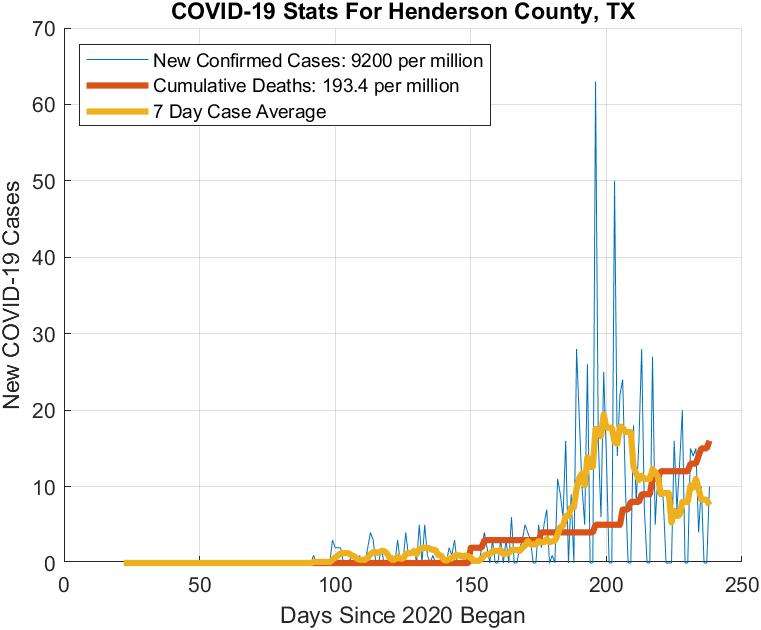 COVID-19 Stats For Henderson County, TX
70
60
50
40
30
20
10
0
New COVID-19 Cases
New Confirmed Cases: 9200 per million
Cumulative Deaths: 193.4 per million
7 Day Case Average
0 50 100 150 200 250
Days Since 2020 Began